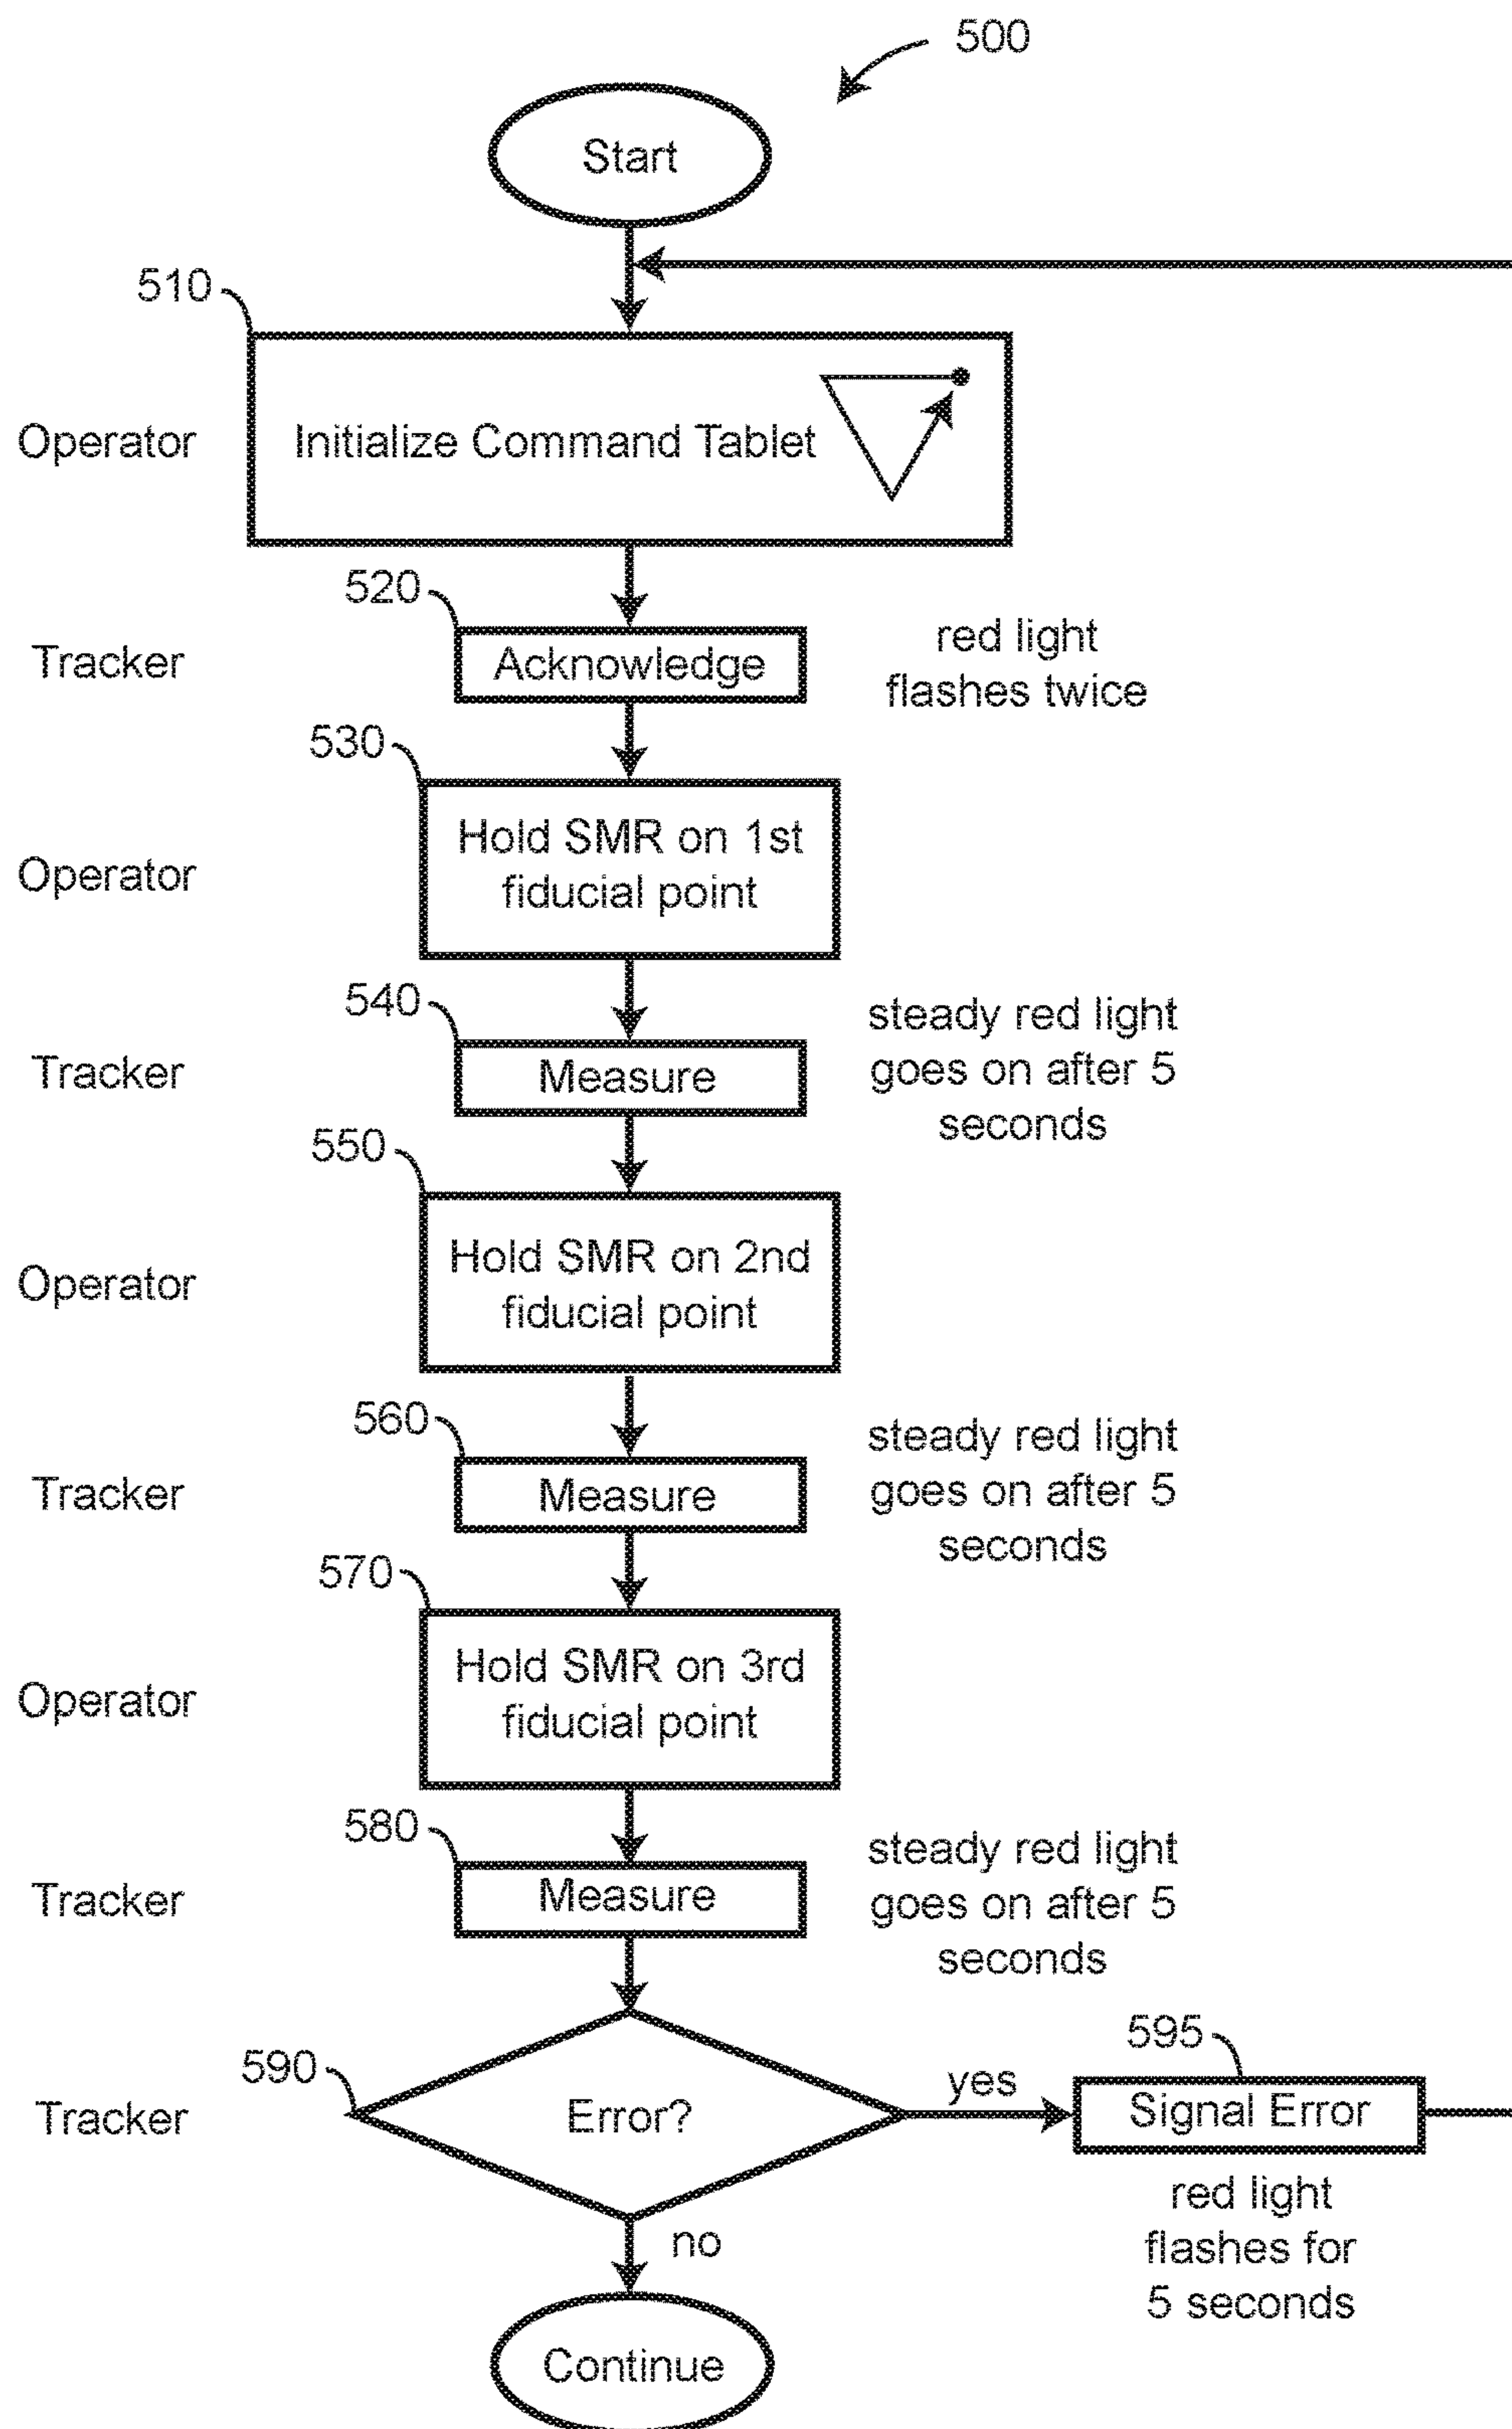 500
Start
510
Operator
Initialize Command Tablet
520
Tracker
Acknowledge
red light
flashes twice
530
Operator
Hold SMR on 1st
fiducial point
540
Tracker
Measure
steady red light
goes on after 5
seconds
550
Operator
Hold SMR on 2nd
fiducial point
560
Tracker
Measure
steady red light
goes on after 5
seconds
570
Operator
Hold SMR on 3rd
fiducial point
580
Tracker
Measure
steady red light
goes on after 5
seconds
590
Tracker
Error?
yes
595
Signal Error
red light
flashes for
5 seconds
no
Continue